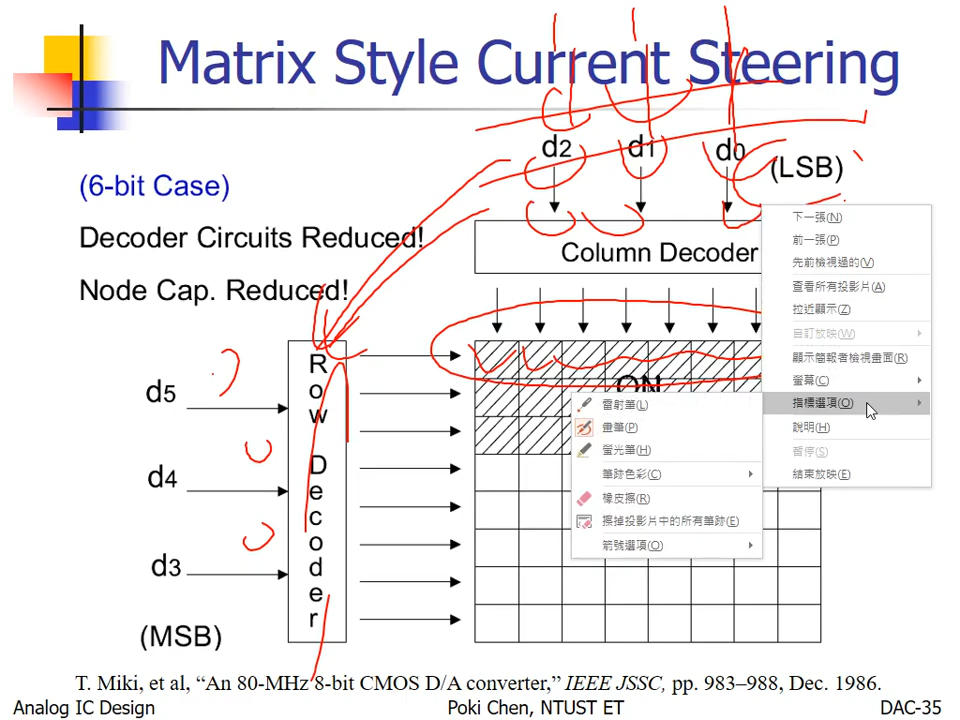 Matrix Style Current Steering
d2 d1 d0
(LSB)
(6-bit Case)
Decoder Circuits Reduced!
Column Decoder
Node Cap. Reduced!
Row Decoder
d5
d4
d3
(MSB)
ON
下一張(N)
前一張(P)
先前檢視過的(V)
查看所有投影片(A)
拉近顯示(Z)
自訂放映(W)
顯示簡報者檢視畫面(R)
螢幕(C)
指標選項(O)
說明(H)
暫停(S)
結束放映(E)
雷射筆(L)
畫筆(P)
螢光筆(H)
筆跡色彩(C)
橡皮擦(R)
擦掉投影片中的所有筆跡(E)
箭號選項(O)
T. Miki, et al, “An 80-MHz 8-bit CMOS D/A converter,” IEEE JSSC, pp. 983–988, Dec. 1986.
Analog IC Design
Poki Chen, NTUST ET
DAC-35